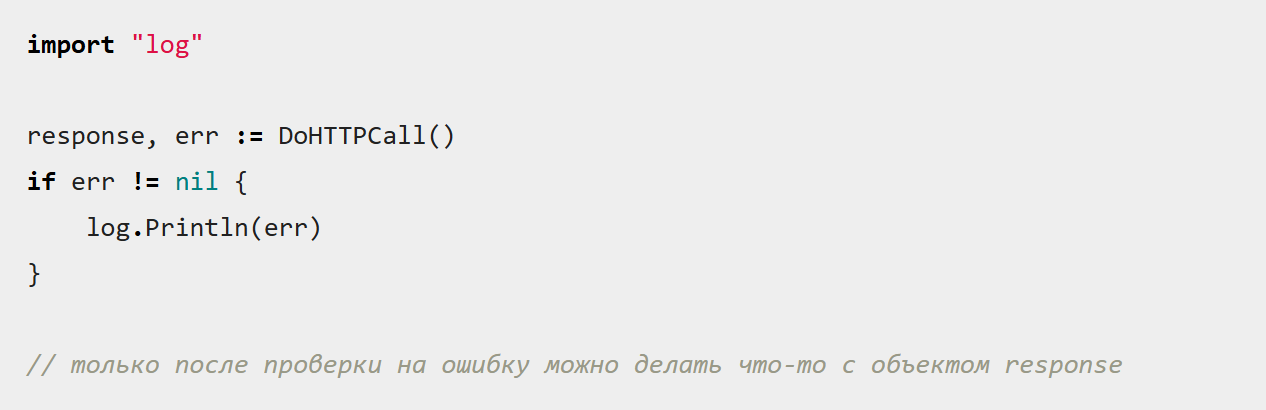 import "log"
response, err := DoHTTPCall()
if err != nil {
    log.Println(err)
}
// только после проверки на ошибку можно делать что-то с объектом response